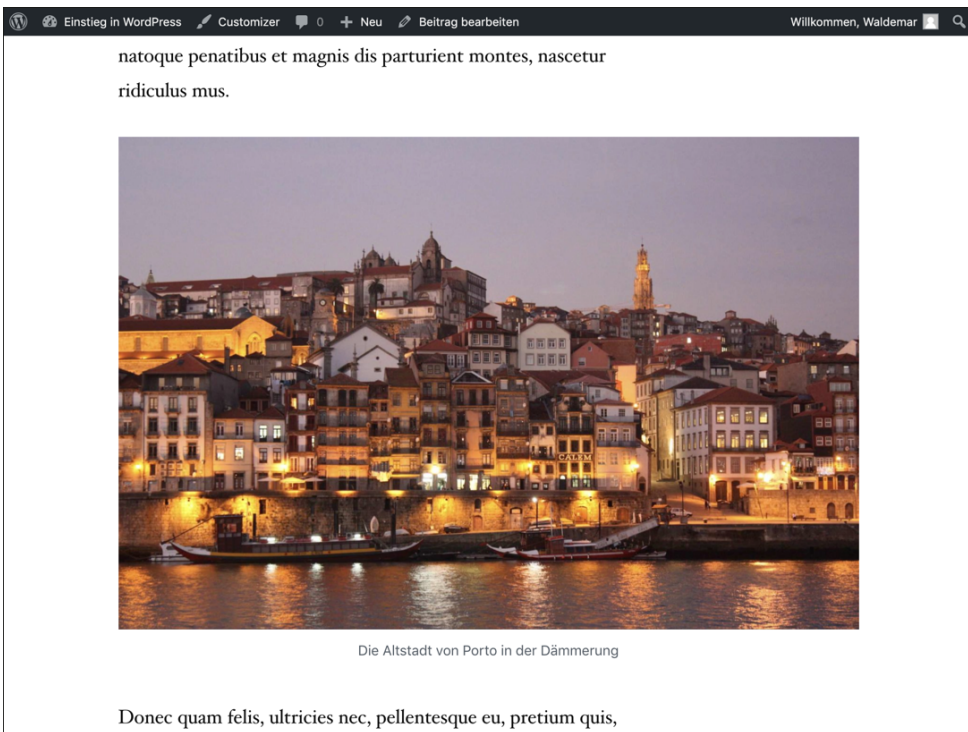 Einstieg in WordPress Customizer 0 Neu Beitrag bearbeiten Willkommen, Waldemar
natoque penatibus et magnis dis parturient montes, nascetur
ridiculus mus.
CALEM
Die Altstadt von Porto in der Dämmerung
Donec quam felis, ultricies nec, pellentesque eu, pretium quis,